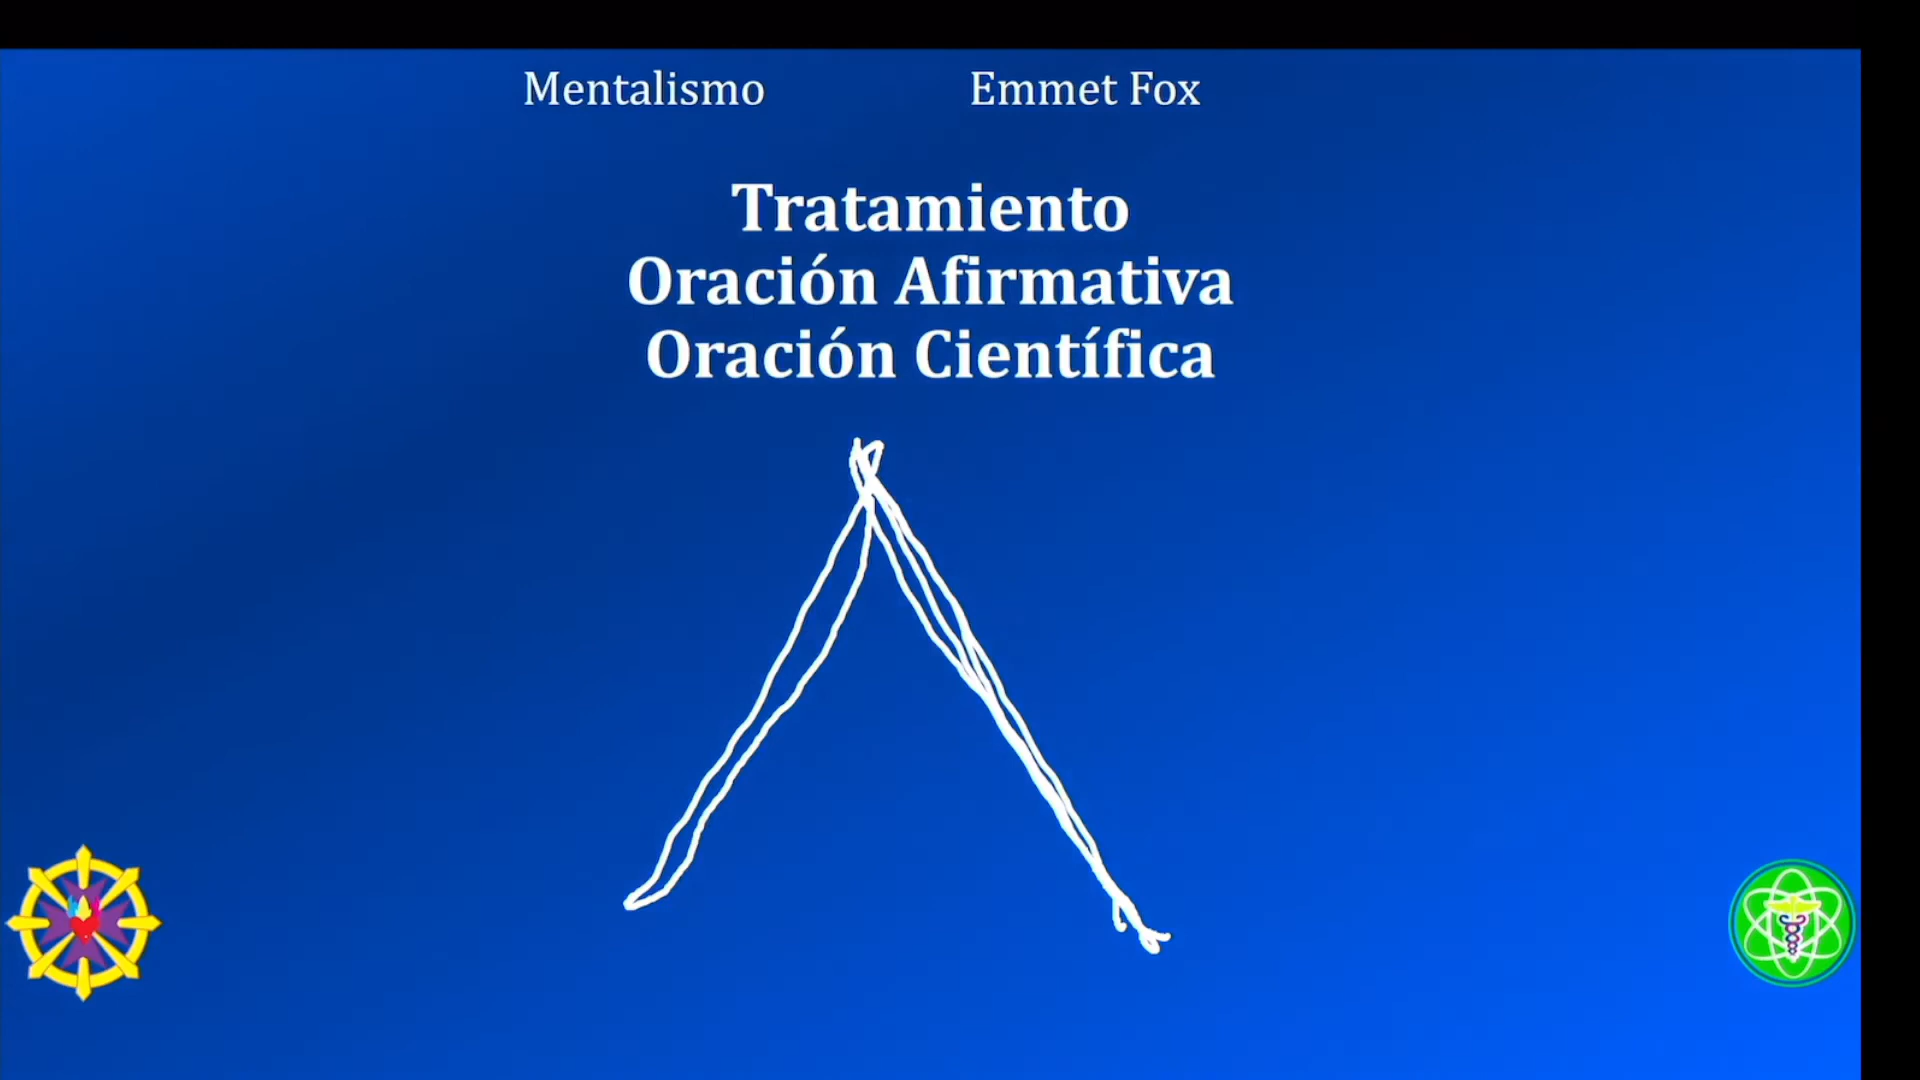 Mentalismo Emmet Fox
Tratamiento
Oración Afirmativa
Oración Científica